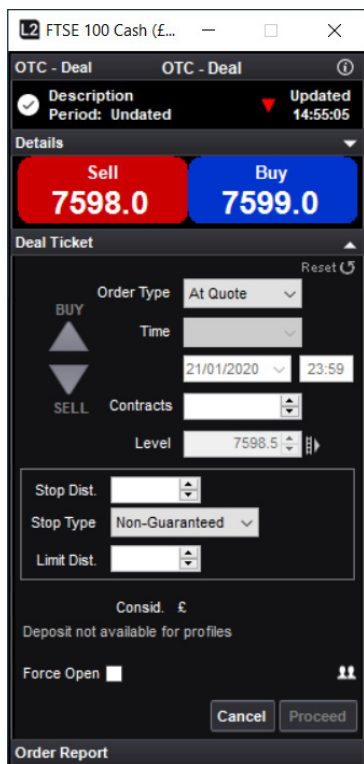 L2 FTSE 100 Cash (£...
OTC - Deal OTC - Deal
Description Updated
Period: Undated 14:55:05
Details
Sell Buy
7598.0 7599.0
Deal Ticket
Reset
Order Type At Quote
BUY
Time
21/01/2020 23:59
SELL Contracts
Level 7598.5
Stop Dist.
Stop Type Non-Guaranteed
Limit Dist.
Consid. £
Deposit not available for profiles
Force Open
Cancel Proceed
Order Report